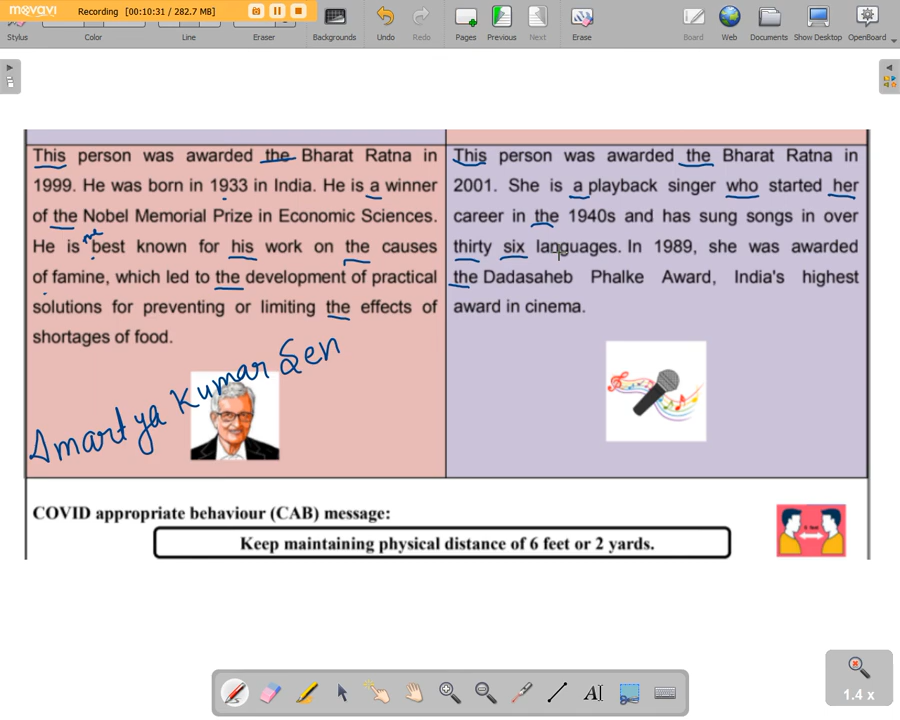 movavi
Recording [00:10:31 / 282.7 MB]
Stylus Color Line Eraser Backgrounds Undo Redo Pages Previous Next Erase Board Web Documents Show Desktop OpenBoard
This person was awarded the Bharat Ratna in
1999. He was born in 1933 in India. He is a winner
of the Nobel Memorial Prize in Economic Sciences.
He is best known for his work on the causes
of famine, which led to the development of practical
solutions for preventing or limiting the effects of
shortages of food.
Amartya Kumar Sen
This person was awarded the Bharat Ratna in
2001. She is a playback singer who started her
career in the 1940s and has sung songs in over
thirty six languages. In 1989, she was awarded
the Dadasaheb Phalke Award, India's highest
award in cinema.
COVID appropriate behaviour (CAB) message:
Keep maintaining physical distance of 6 feet or 2 yards.
1.4 x